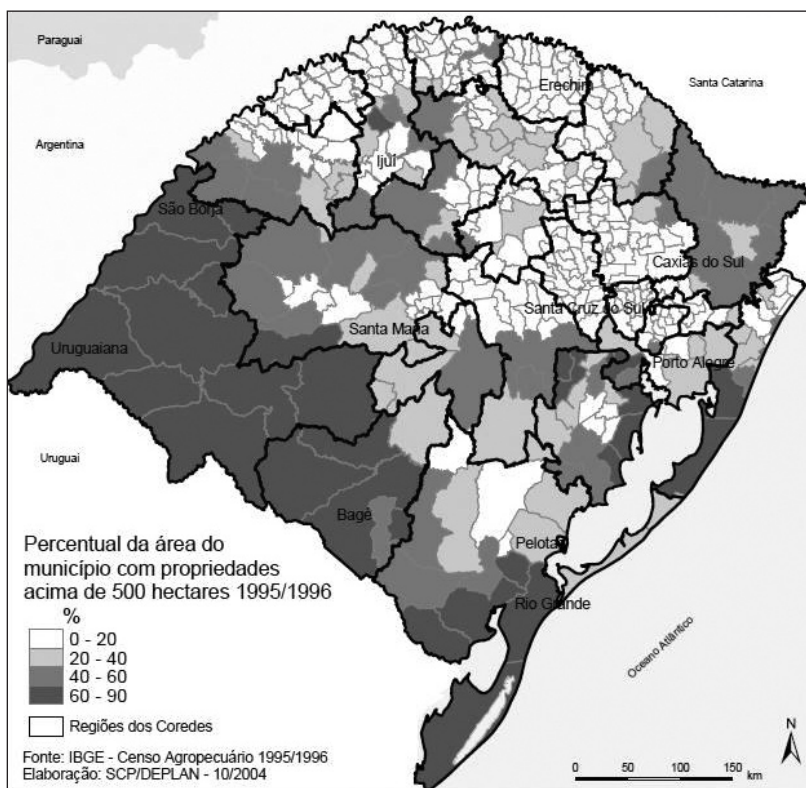 Paraguai
Santa Catarina
Erechim
Argentina
Ijuí
São Borja
Caxias do Sul
Santa Cruz do Sul
Santa Maria
Uruguaiana
Porto Alegre
Uruguai
Bagé
Pelotas
Rio Grande
Oceano Atlântico
Percentual da área do
município com propriedades
acima de 500 hectares 1995/1996
%
0 - 20
20 - 40
40 - 60
60 - 90
Regiões dos Coredes
Fonte: IBGE - Censo Agropecuário 1995/1996
Elaboração: SCP/DEPLAN - 10/2004
N
0 50 100 150
km